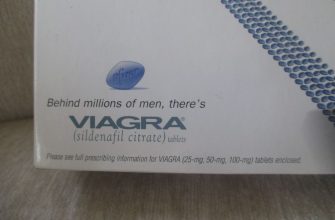 Pfizer
Behind millions of men, there's
VIAGRA®
(sildenafil citrate) tablets
Please see full prescribing information for VIAGRA (25-mg, 50-mg, 100-mg) tablets enclosed.